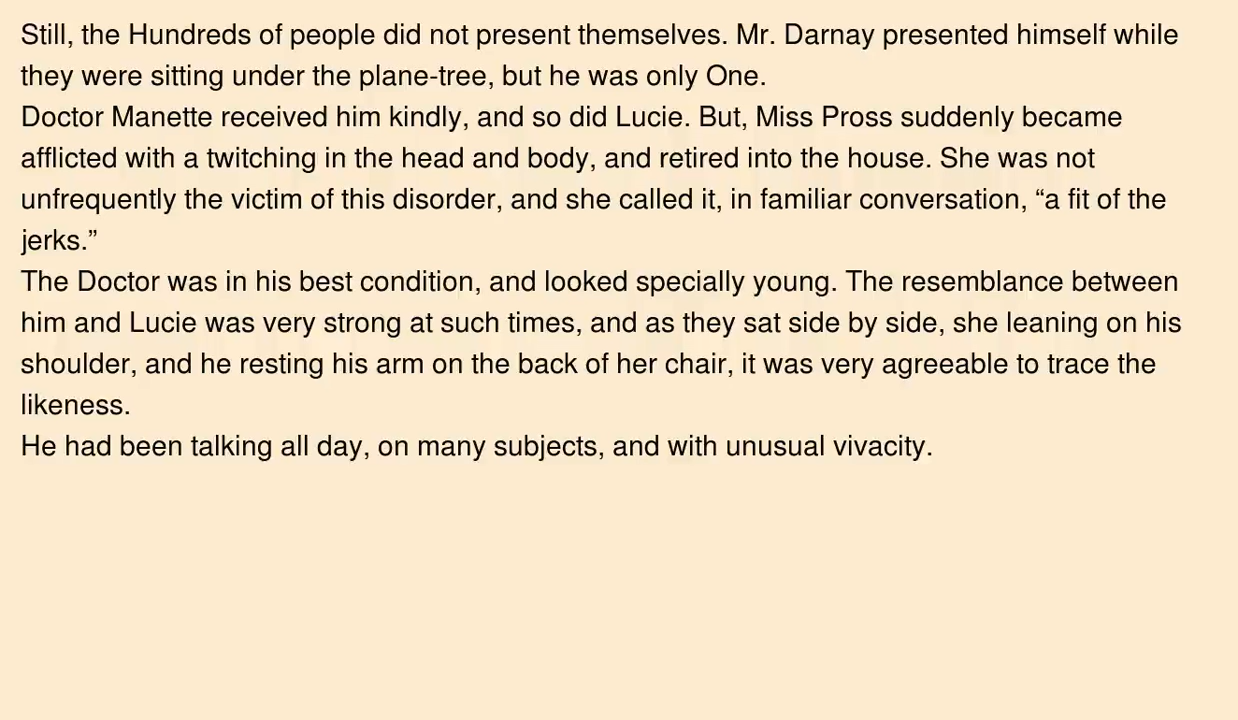 Still, the Hundreds of people did not present themselves. Mr. Darnay presented himself while
they were sitting under the plane-tree, but he was only One.
Doctor Manette received him kindly, and so did Lucie. But, Miss Pross suddenly became
afflicted with a twitching in the head and body, and retired into the house. She was not
unfrequently the victim of this disorder, and she called it, in familiar conversation, “a fit of the
jerks.”
The Doctor was in his best condition, and looked specially young. The resemblance between
him and Lucie was very strong at such times, and as they sat side by side, she leaning on his
shoulder, and he resting his arm on the back of her chair, it was very agreeable to trace the
likeness.
He had been talking all day, on many subjects, and with unusual vivacity.